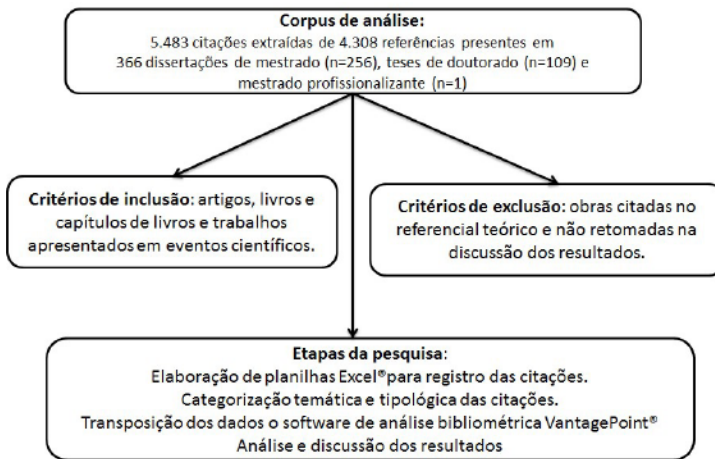 Corpus de análise:
5.483 citações extraídas de 4.308 referências presentes em
366 dissertações de mestrado (n=256), teses de doutorado (n=109) e
mestrado profissionalizante (n=1)
Critérios de inclusão: artigos, livros e
capítulos de livros e trabalhos
apresentados em eventos científicos.
Critérios de exclusão: obras citadas no
referencial teórico e não retomadas na
discussão dos resultados.
Etapas da pesquisa:
Elaboração de planilhas Excel®para registro das citações.
Categorização temática e tipológica das citações.
Transposição dos dados o software de análise bibliométrica VantagePoint®
Análise e discussão dos resultados